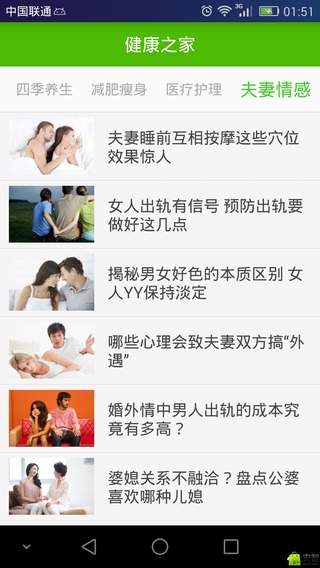 中国联通
3G
01:51
健康之家
四季养生 减肥瘦身 医疗护理 夫妻情感
夫妻睡前互相按摩这些穴位
效果惊人
女人出轨有信号 预防出轨要
做好这几点
揭秘男女好色的本质区别 女
人YY保持淡定
哪些心理会致夫妻双方搞“外
遇”
婚外情中男人出轨的成本究
竟有多高？
婆媳关系不融洽？盘点公婆
喜欢哪种儿媳